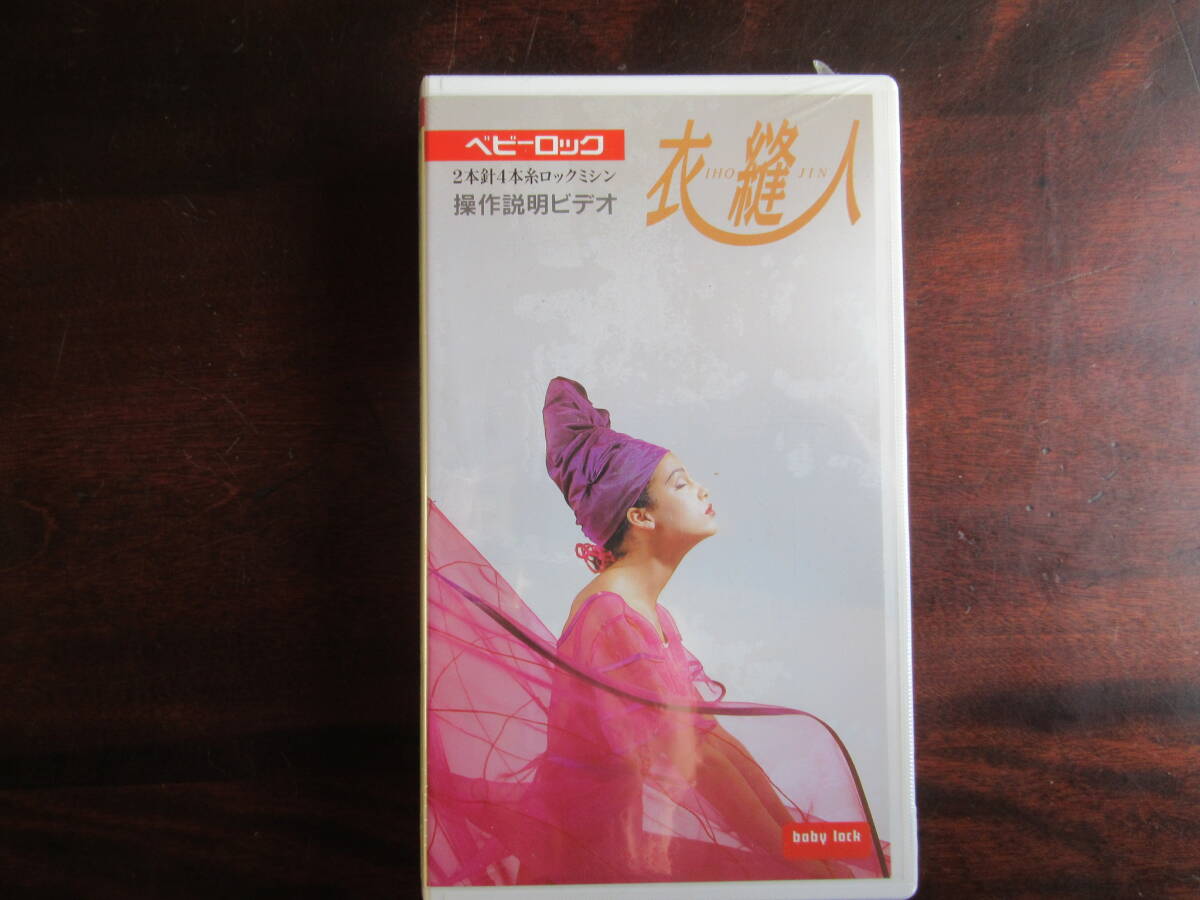 ベビーロック
2本針4本糸ロックミシン
操作説明ビデオ
衣縫人
IHO JIN
baby lock